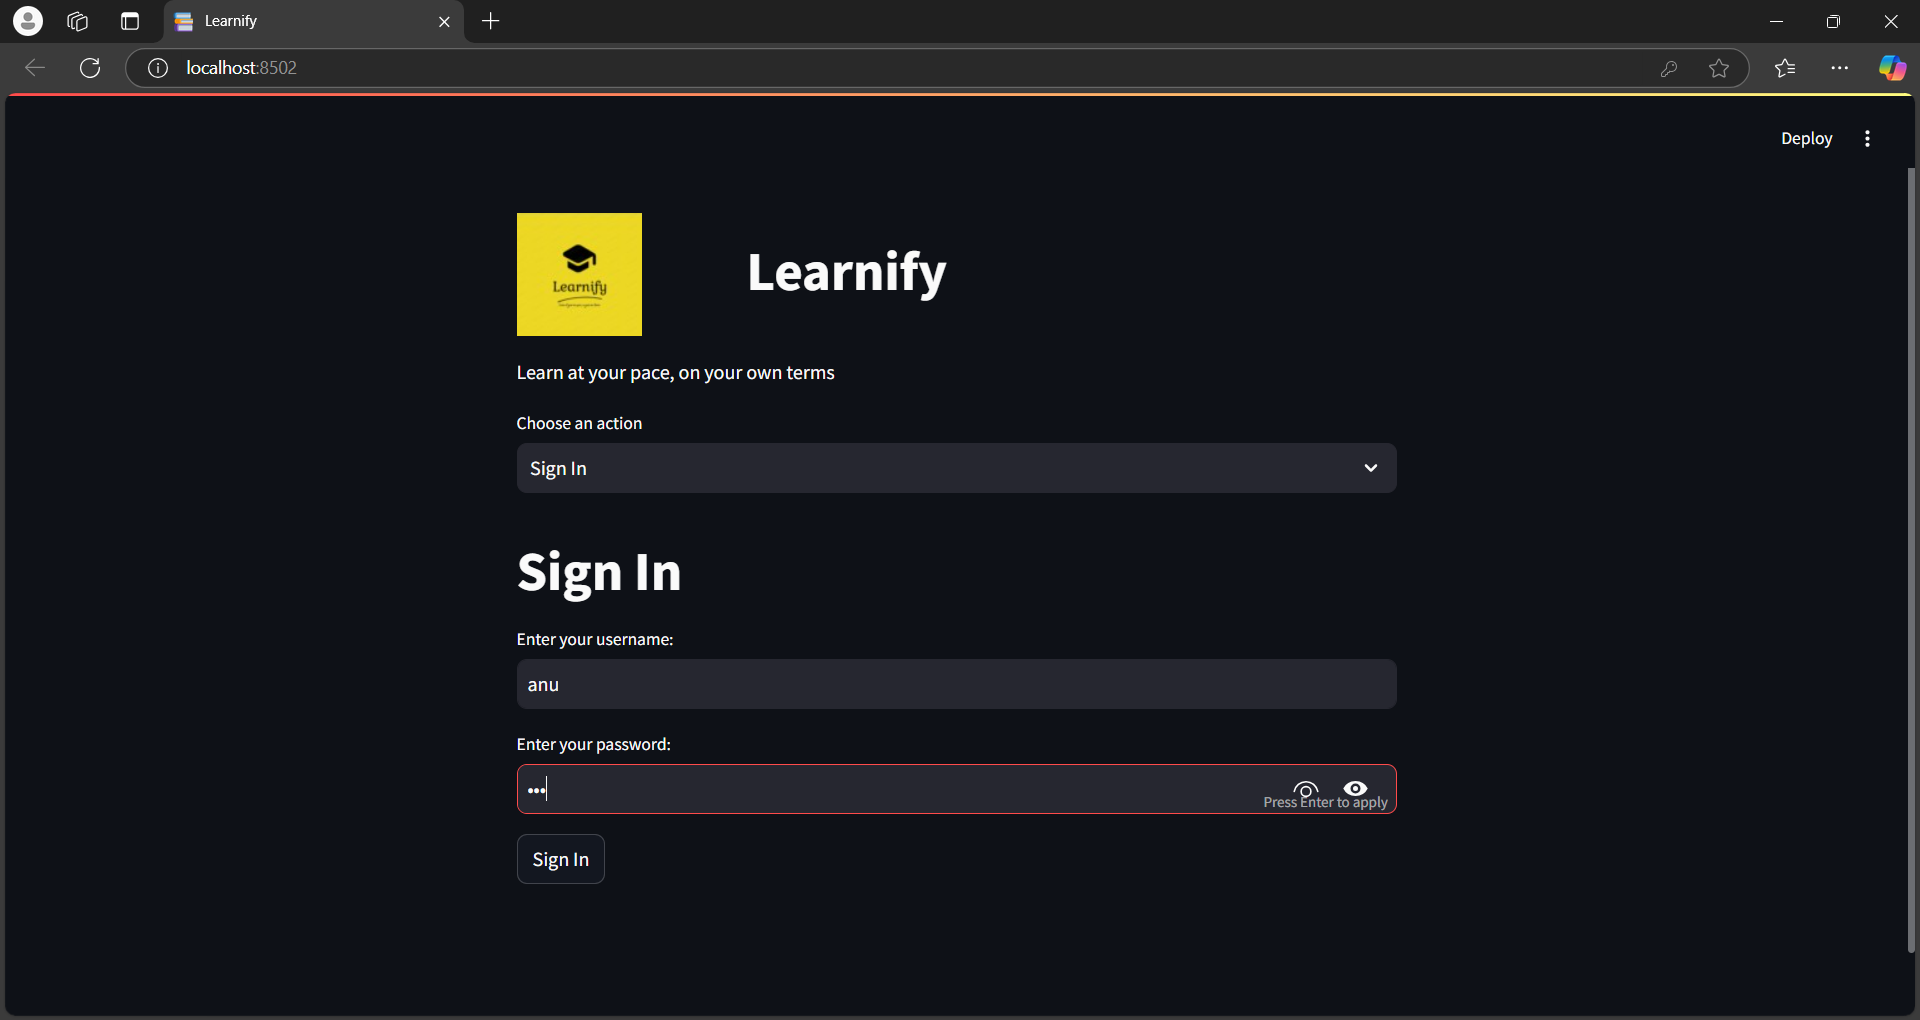 Learnify
localhost:8502
Deploy
Learnify
Learnify
Learn at your pace, on your own terms
Choose an action
Sign In
Sign In
Enter your username:
anu
Enter your password:
•••
Press Enter to apply
Sign In